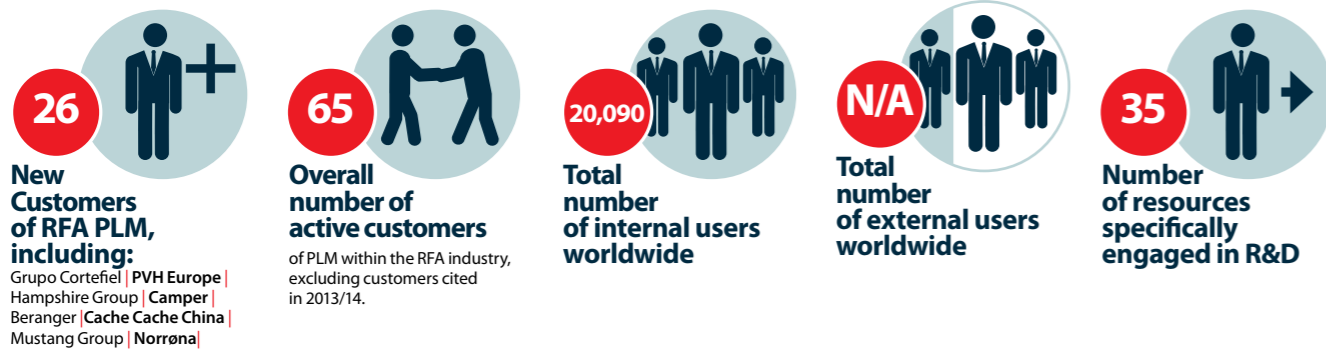 26
New
Customers
of RFA PLM,
including:
Grupo Cortefiel | PVH Europe |
Hampshire Group | Camper |
Beranger |Cache Cache China |
Mustang Group | Norrøna|
65
Overall
number of
active customers
of PLM within the RFA industry,
excluding customers cited
in 2013/14.
20,090
Total
number
of internal users
worldwide
N/A
Total
number
of external users
worldwide
35
Number
of resources
specifically
engaged in R&D